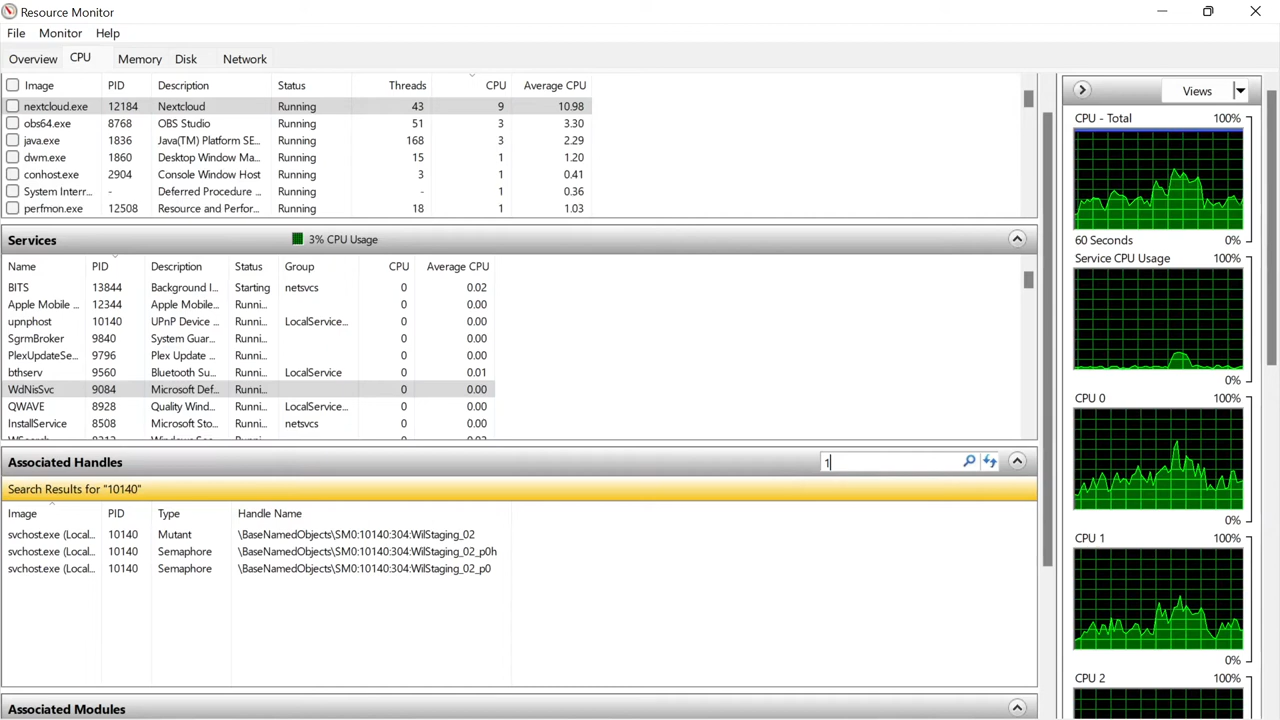 Resource Monitor
File Monitor Help
Overview CPU Memory Disk Network
Image PID Description Status Threads CPU Average CPU
nextcloud.exe 12184 Nextcloud Running 43 9 10.98
obs64.exe 8768 OBS Studio Running 51 3 3.30
java.exe 1836 Java(TM) Platform SE... Running 168 3 2.29
dwm.exe 1860 Desktop Window Ma... Running 15 1 1.20
conhost.exe 2904 Console Window Host Running 3 1 0.41
System Interr... - Deferred Procedure ... Running - 1 0.36
perfmon.exe 12508 Resource and Perfor... Running 18 1 1.03
Services 3% CPU Usage
Name PID Description Status Group CPU Average CPU
BITS 13844 Background I... Starting netsvcs 0 0.02
Apple Mobile ... 12344 Apple Mobile... Runni... 0 0.00
upnphost 10140 UPnP Device ... Runni... LocalService... 0 0.00
SgrmBroker 9840 System Guar... Runni... 0 0.00
PlexUpdateSe... 9796 Plex Update ... Runni... 0 0.00
bthserv 9560 Bluetooth Su... Runni... LocalService 0 0.01
WdNisSvc 9084 Microsoft Def... Runni... 0 0.00
QWAVE 8928 Quality Wind... Runni... LocalService... 0 0.00
InstallService 8508 Microsoft Sto... Runni... netsvcs 0 0.00
Associated Handles 1
Search Results for "10140"
Image PID Type Handle Name
svchost.exe (Local... 10140 Mutant \BaseNamedObjects\SM0:10140:304:WilStaging_02
svchost.exe (Local... 10140 Semaphore \BaseNamedObjects\SM0:10140:304:WilStaging_02_p0h
svchost.exe (Local... 10140 Semaphore \BaseNamedObjects\SM0:10140:304:WilStaging_02_p0
Associated Modules
Views
CPU - Total 100%
60 Seconds 0%
Service CPU Usage 100%
0%
CPU 0 100%
0%
CPU 1 100%
0%
CPU 2 100%